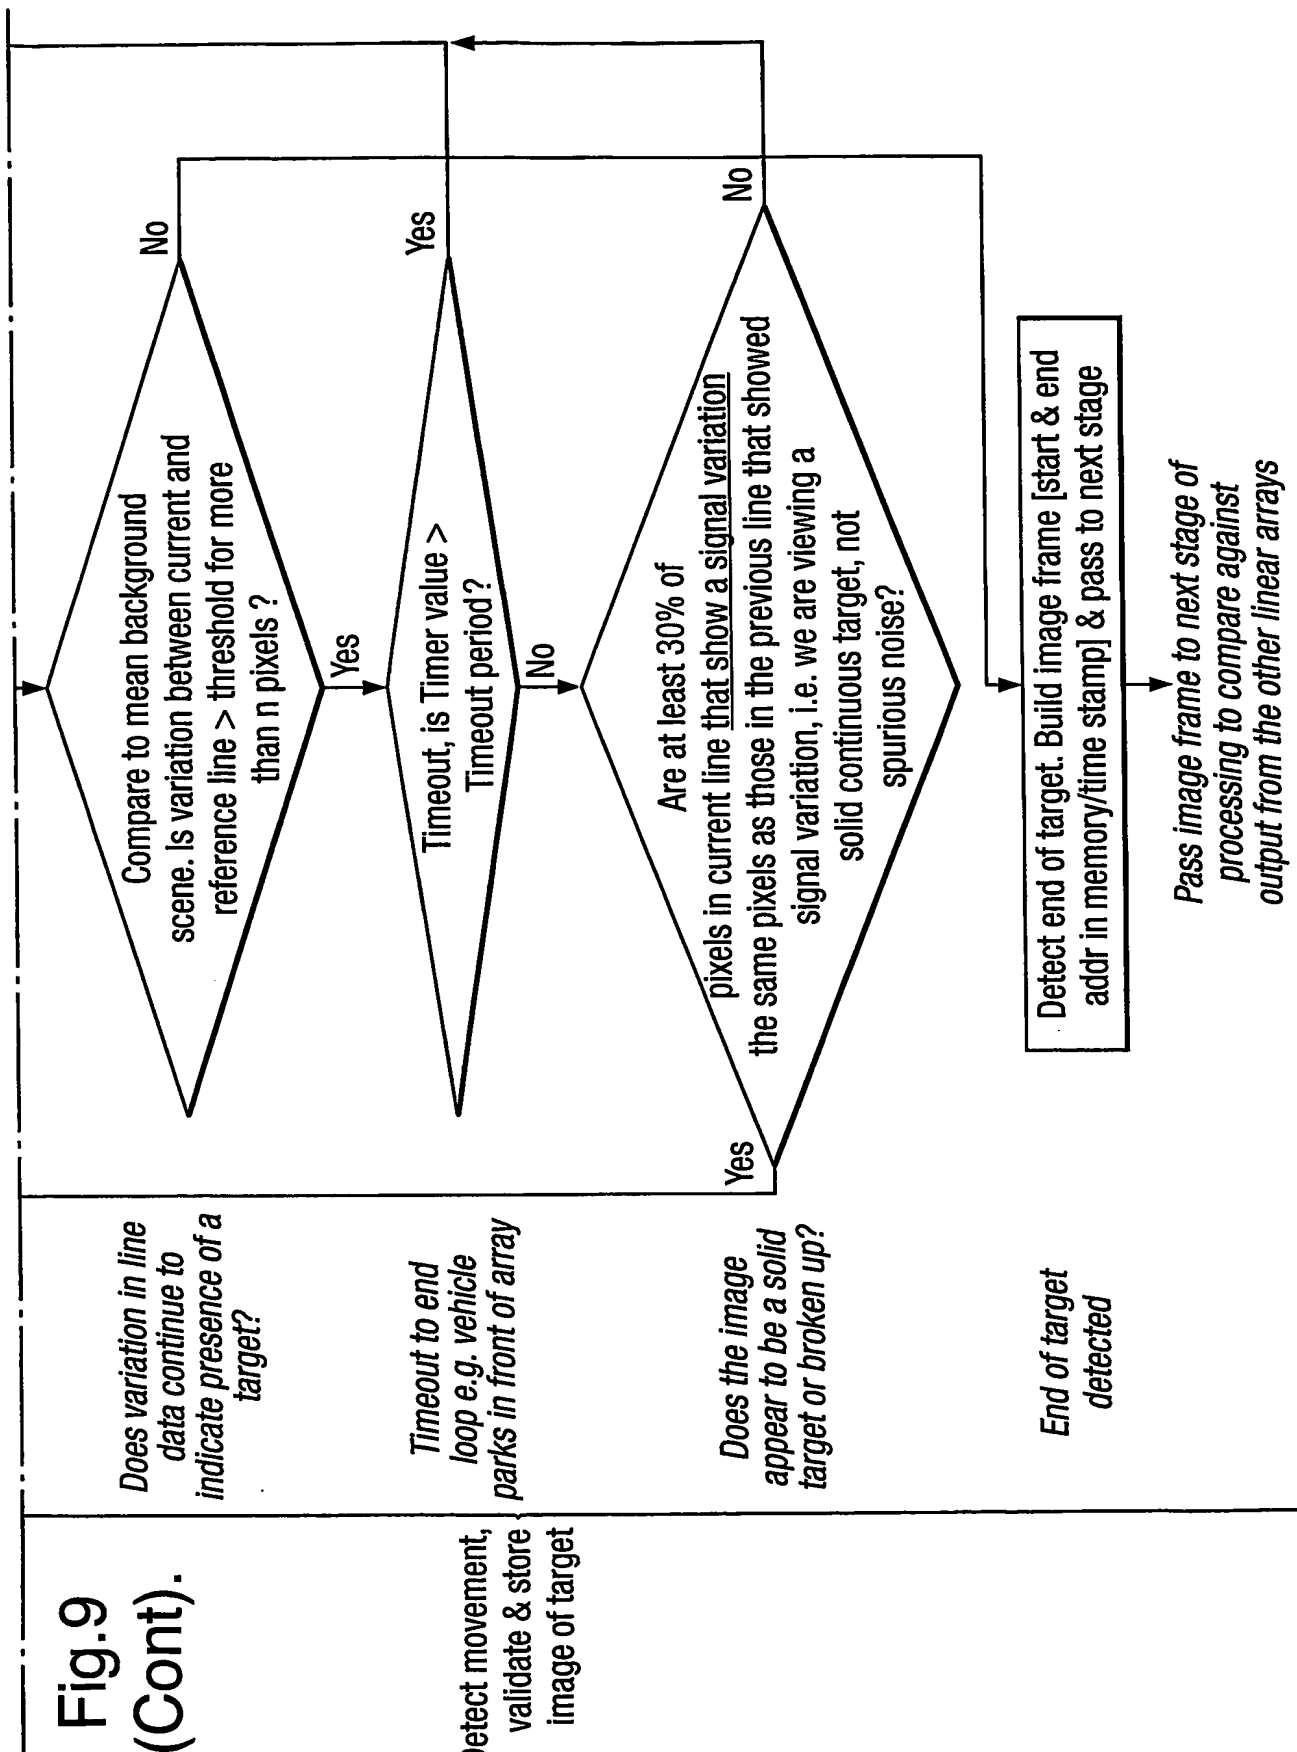 Fig.9
(Cont).
Detect movement,
validate & store
image of target
Does variation in line
data continue to
indicate presence of a
target?
Compare to mean background
scene. Is variation between current and
reference line > threshold for more
than n pixels ?
No
Yes
Timeout to end
loop e.g. vehicle
parks in front of array
Timeout, is Timer value >
Timeout period?
Yes
No
Does the image
appear to be a solid
target or broken up?
Yes
Are at least 30% of
pixels in current line that show a signal variation
the same pixels as those in the previous line that showed
signal variation, i.e. we are viewing a
solid continuous target, not
spurious noise?
No
End of target
detected
Detect end of target. Build image frame [start & end
addr in memory/time stamp] & pass to next stage
Pass image frame to next stage of
processing to compare against
output from the other linear arrays